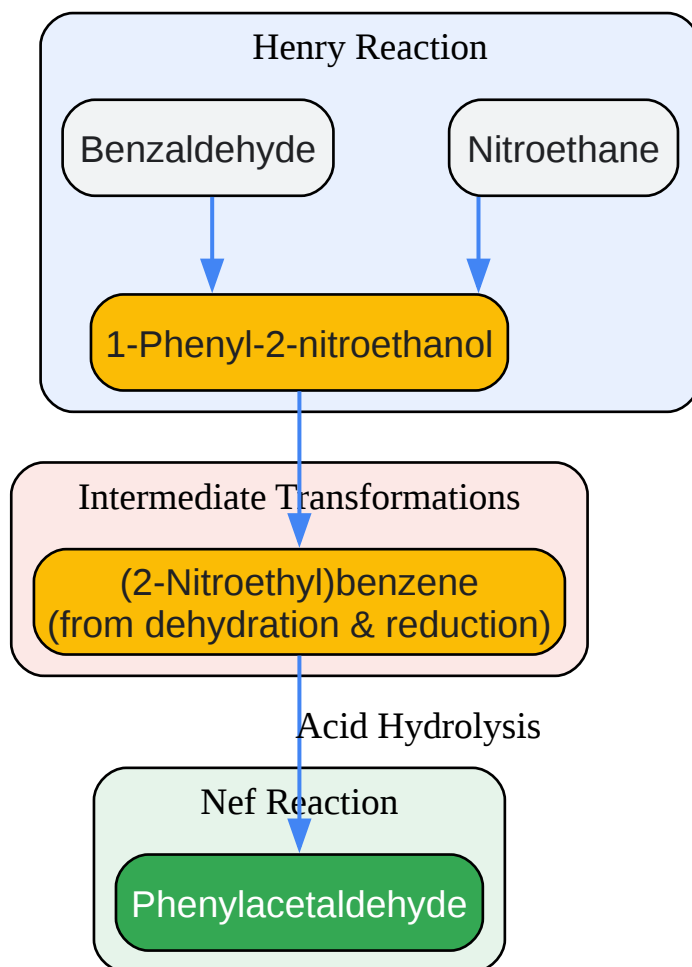 Henry Reaction
Benzaldehyde
Nitroethane
1-Phenyl-2-nitroethanol
Intermediate Transformations
(2-Nitroethyl)benzene
(from dehydration & reduction)
Acid Hydrolysis
Nef Reaction
Phenylacetaldehyde